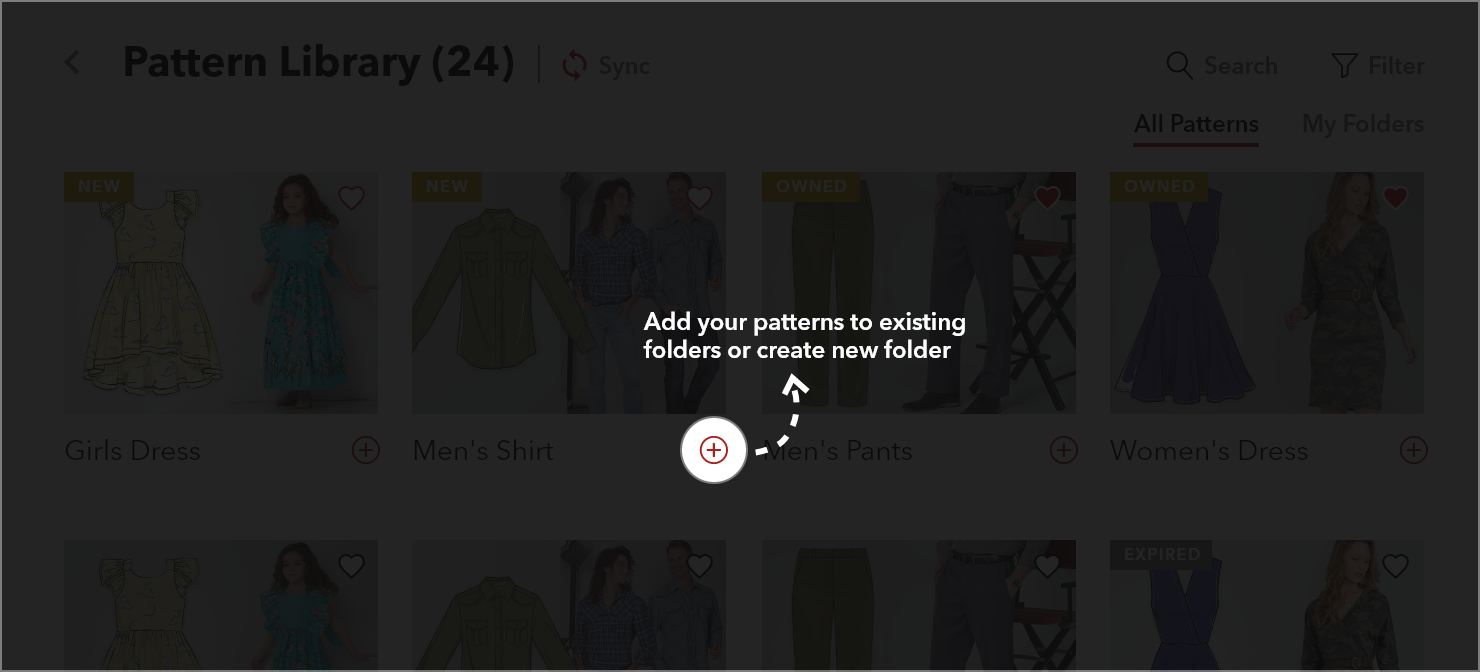 Pattern Library (24)
Sync
Search
Filter
All Patterns
My Folders
NEW
NEW
OWNED
OWNED
Add your patterns to existing
folders or create new folder
Girls Dress
Men's Shirt
Men's Pants
Women's Dress
EXPIRED